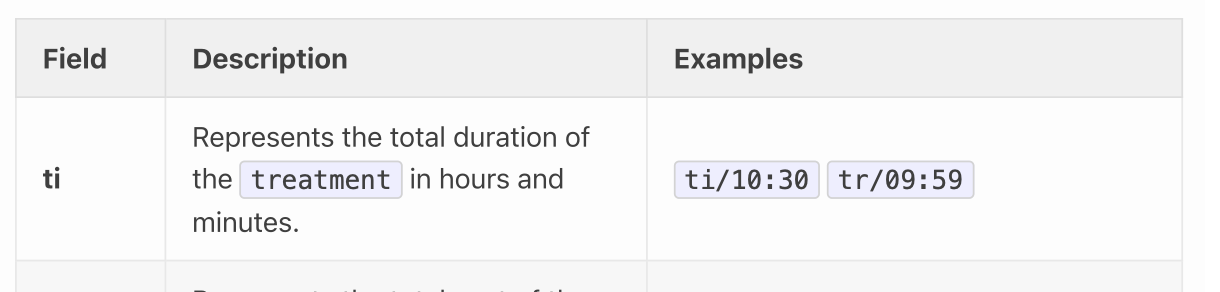 Field Description Examples
Represents the total duration of
ti the treatment in hours and ti/10:30 tr/09:59
minutes.